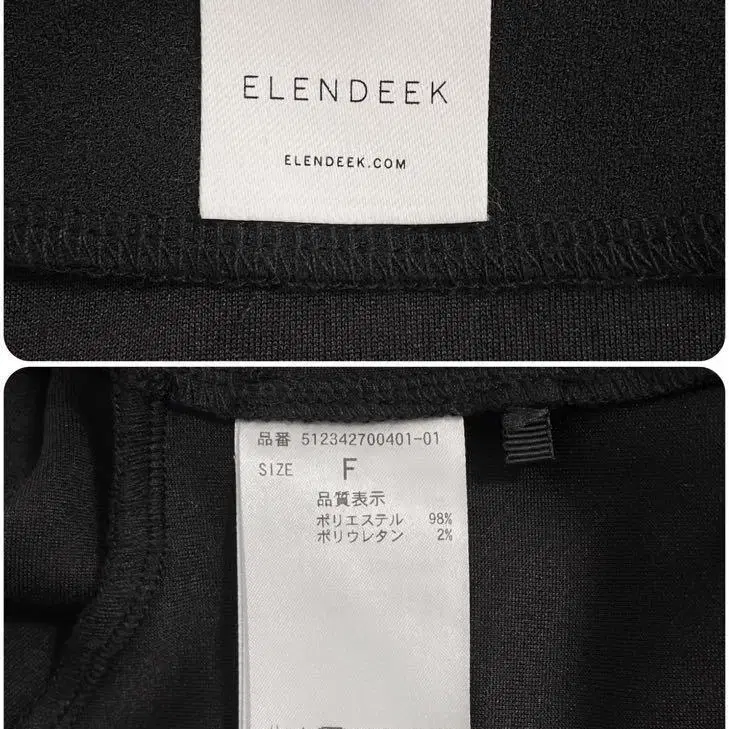 ELENDEEK
ELENDEEK.COM
品番 512342700401-01
SIZE F
品質表示
ポリエステル 98%
ポリウレタン 2%